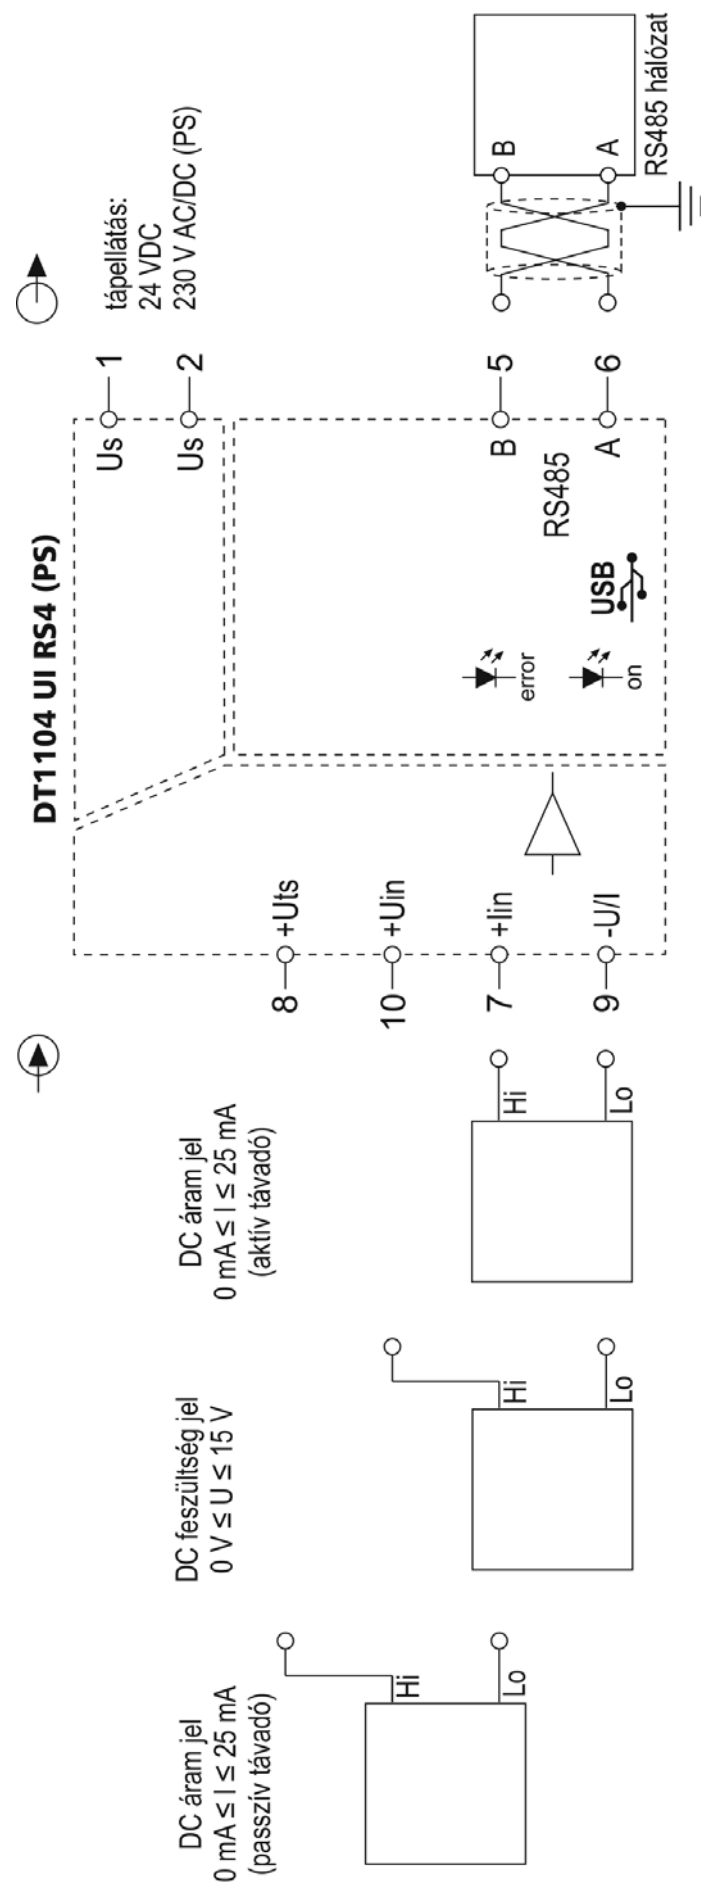 DT1104 UI RS4 (PS)
DC áram jel
0 mA ≤ I ≤ 25 mA
(passzív távadó)
Hi
Lo
DC feszültség jel
0 V ≤ U ≤ 15 V
Hi
Lo
DC áram jel
0 mA ≤ I ≤ 25 mA
(aktív távadó)
Hi
Lo
8 +Uts
10 +Uin
7 +Iin
9 -U/I
error
on
USB
RS485
Us 1
Us 2
B 5
A 6
tápellátás:
24 VDC
230 V AC/DC (PS)
B
A
RS485 hálózat